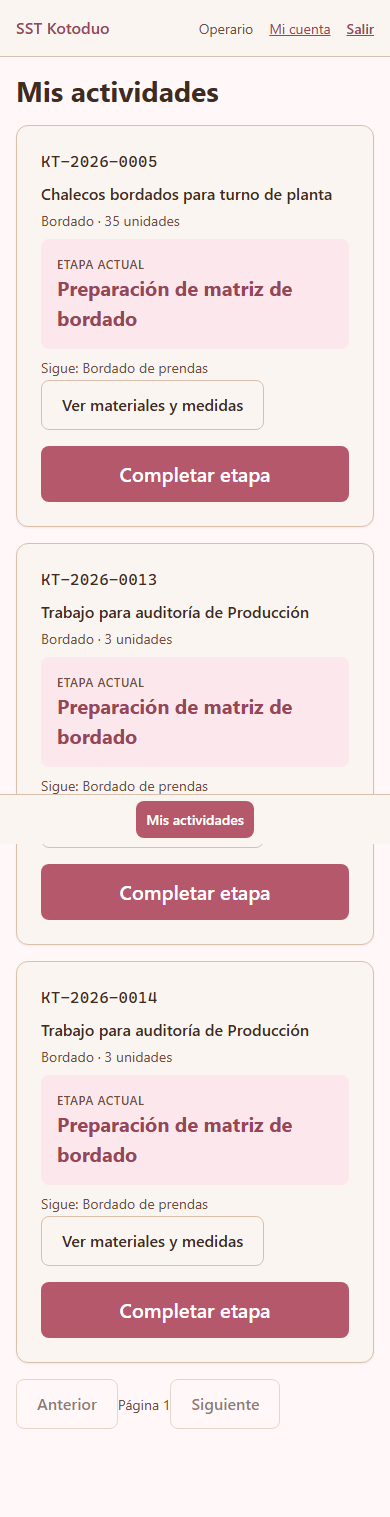 SST Kotoduo
Operario
Mi cuenta
Salir
Mis actividades
KT-2026-0005
Chalecos bordados para turno de planta
Bordado · 35 unidades
ETAPA ACTUAL
Preparación de matriz de
bordado
Sigue: Bordado de prendas
Ver materiales y medidas
Completar etapa
KT-2026-0013
Trabajo para auditoría de Producción
Bordado · 3 unidades
ETAPA ACTUAL
Preparación de matriz de
bordado
Sigue: Bordado de prendas
Mis actividades
Completar etapa
KT-2026-0014
Trabajo para auditoría de Producción
Bordado · 3 unidades
ETAPA ACTUAL
Preparación de matriz de
bordado
Sigue: Bordado de prendas
Ver materiales y medidas
Completar etapa
Anterior
Página 1
Siguiente